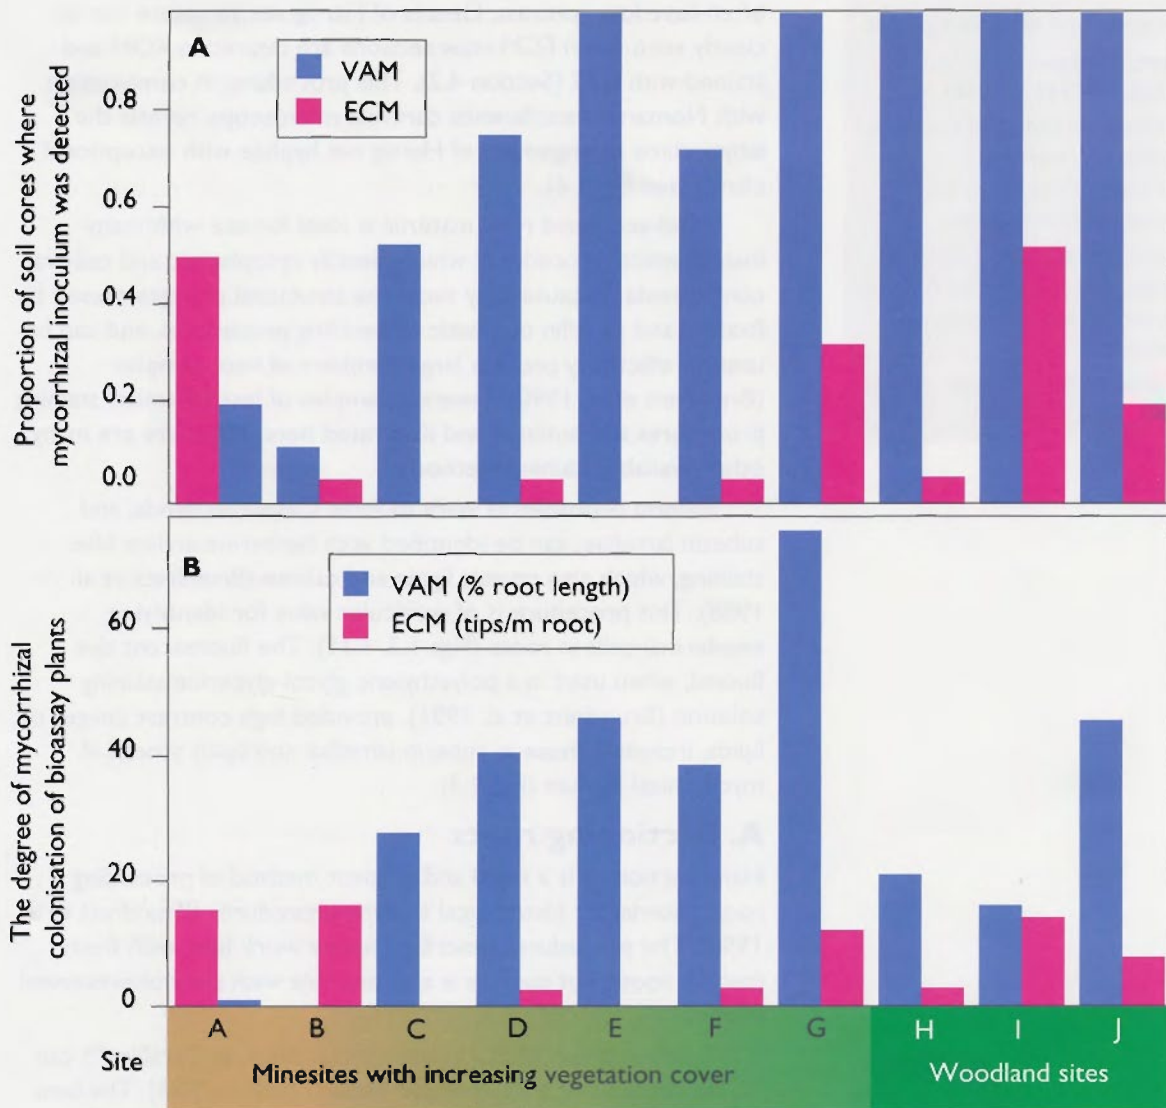 A
VAM
ECM
Proportion of soil cores where
mycorrhizal inoculum was detected
0.8
0.6
0.4
0.2
0.0
B
VAM (% root length)
ECM (tips/m root)
The degree of mycorrhizal
colonisation of bioassay plants
60
40
20
0
A B C D E F G H I J
Site
Minesites with increasing vegetation cover
Woodland sites